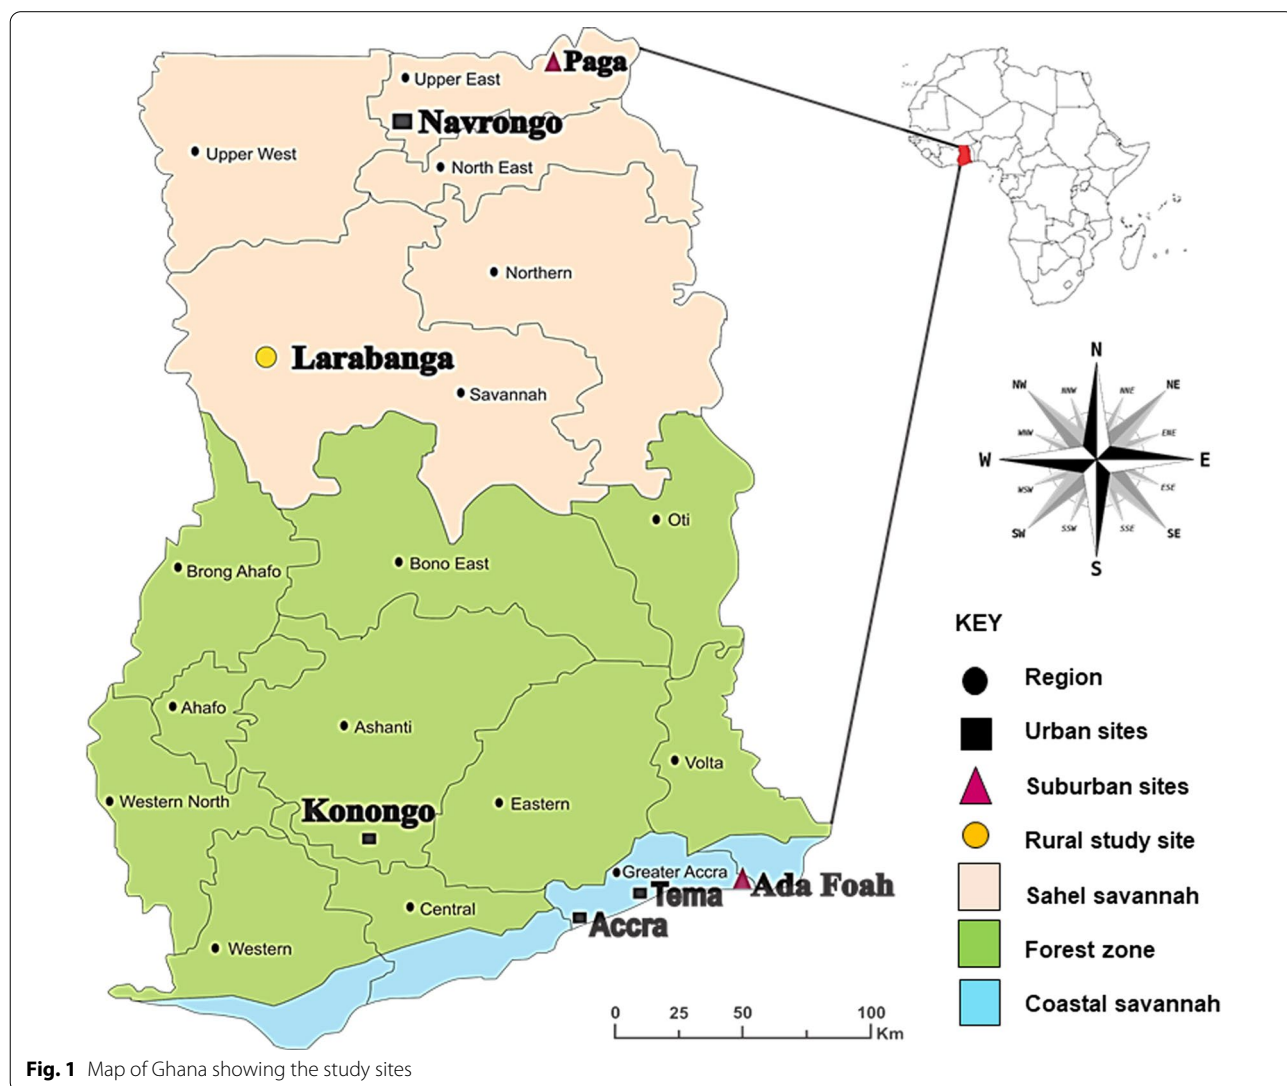 Paga
Upper East
Navrongo
Upper West
North East
Northern
Larabanga
Savannah
Oti
Bono East
Brong Ahafo
Ahafo
Ashanti
Volta
Western North
Konongo
Eastern
Greater Accra
Tema
Ada Foah
Accra
Central
Western
N
NNW
NNE
NW
NE
WNW
ENE
W
E
WSW
ESE
SW
SE
SSW
SSE
S
KEY
Region
Urban sites
Suburban sites
Rural study site
Sahel savannah
Forest zone
Coastal savannah
0 25 50 100
Km
Fig. 1 Map of Ghana showing the study sites